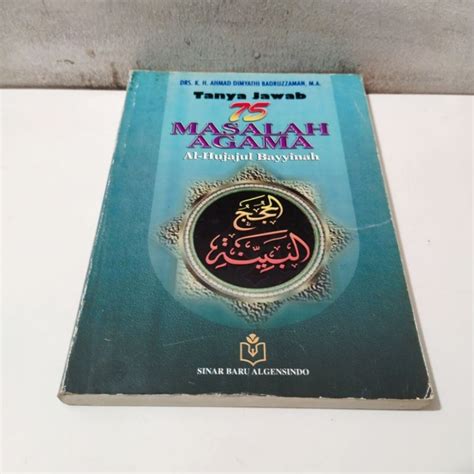 DRS. K. H. AHMAD DIMYATHI BADRUZZAMAN, M.A.
Tanya Jawab
75
MASALAH
AGAMA
Al-Hujajul Bayyinah
الحجج
البينة
SINAR BARU ALGENSINDO